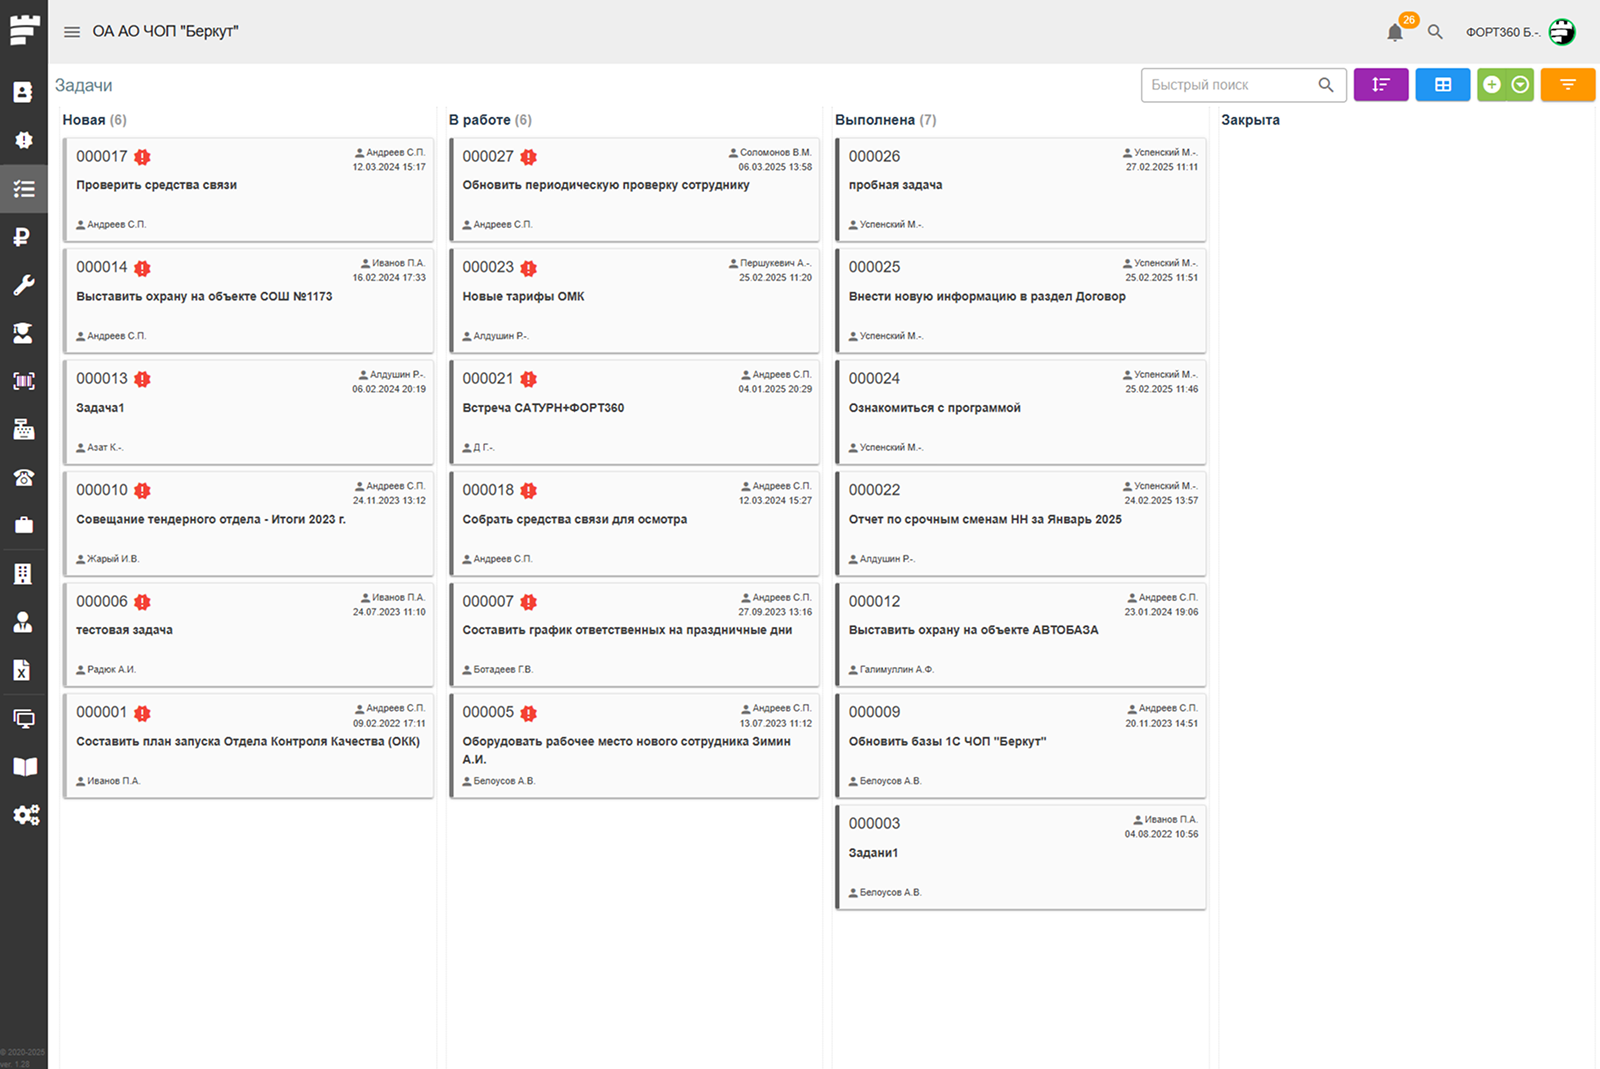 ОА АО ЧОП "Беркут"
26
ФОРТ360 Б.-.
Задачи
Быстрый поиск
Новая (6)
000017
Андреев С.П.
12.03.2024 15:17
Проверить средства связи
Андреев С.П.
000014
Иванов П.А.
16.02.2024 17:33
Выставить охрану на объекте СОШ №1173
Андреев С.П.
000013
Алдушин Р.-.
06.02.2024 20:19
Задача1
Азат К.-.
000010
Андреев С.П.
24.11.2023 13:12
Совещание тендерного отдела - Итоги 2023 г.
Жарый И.В.
000006
Иванов П.А.
24.07.2023 11:10
тестовая задача
Радюк А.И.
000001
Андреев С.П.
09.02.2022 17:11
Составить план запуска Отдела Контроля Качества (ОКК)
Иванов П.А.
В работе (6)
000027
Соломонов В.М.
06.03.2025 13:58
Обновить периодическую проверку сотруднику
Андреев С.П.
000023
Першукевич А.-.
25.02.2025 11:20
Новые тарифы ОМК
Алдушин Р.-.
000021
Андреев С.П.
04.01.2025 20:29
Встреча САТУРН+ФОРТ360
Д Г.-.
000018
Андреев С.П.
12.03.2024 15:27
Собрать средства связи для осмотра
Андреев С.П.
000007
Андреев С.П.
27.09.2023 13:16
Составить график ответственных на праздничные дни
Ботадеев Г.В.
000005
Андреев С.П.
13.07.2023 11:12
Оборудовать рабочее место нового сотрудника Зимин
А.И.
Белоусов А.В.
Выполнена (7)
000026
Успенский М.-.
27.02.2025 11:11
пробная задача
Успенский М.-.
000025
Успенский М.-.
25.02.2025 11:51
Внести новую информацию в раздел Договор
Успенский М.-.
000024
Успенский М.-.
25.02.2025 11:46
Ознакомиться с программой
Успенский М.-.
000022
Успенский М.-.
24.02.2025 13:57
Отчет по срочным сменам НН за Январь 2025
Алдушин Р.-.
000012
Андреев С.П.
23.01.2024 19:06
Выставить охрану на объекте АВТОБАЗА
Галимуллин А.Ф.
000009
Андреев С.П.
20.11.2023 14:51
Обновить базы 1С ЧОП "Беркут"
Белоусов А.В.
000003
Иванов П.А.
04.08.2022 10:56
Задани1
Белоусов А.В.
Закрыта
© 2020-2025
ver. 1.26